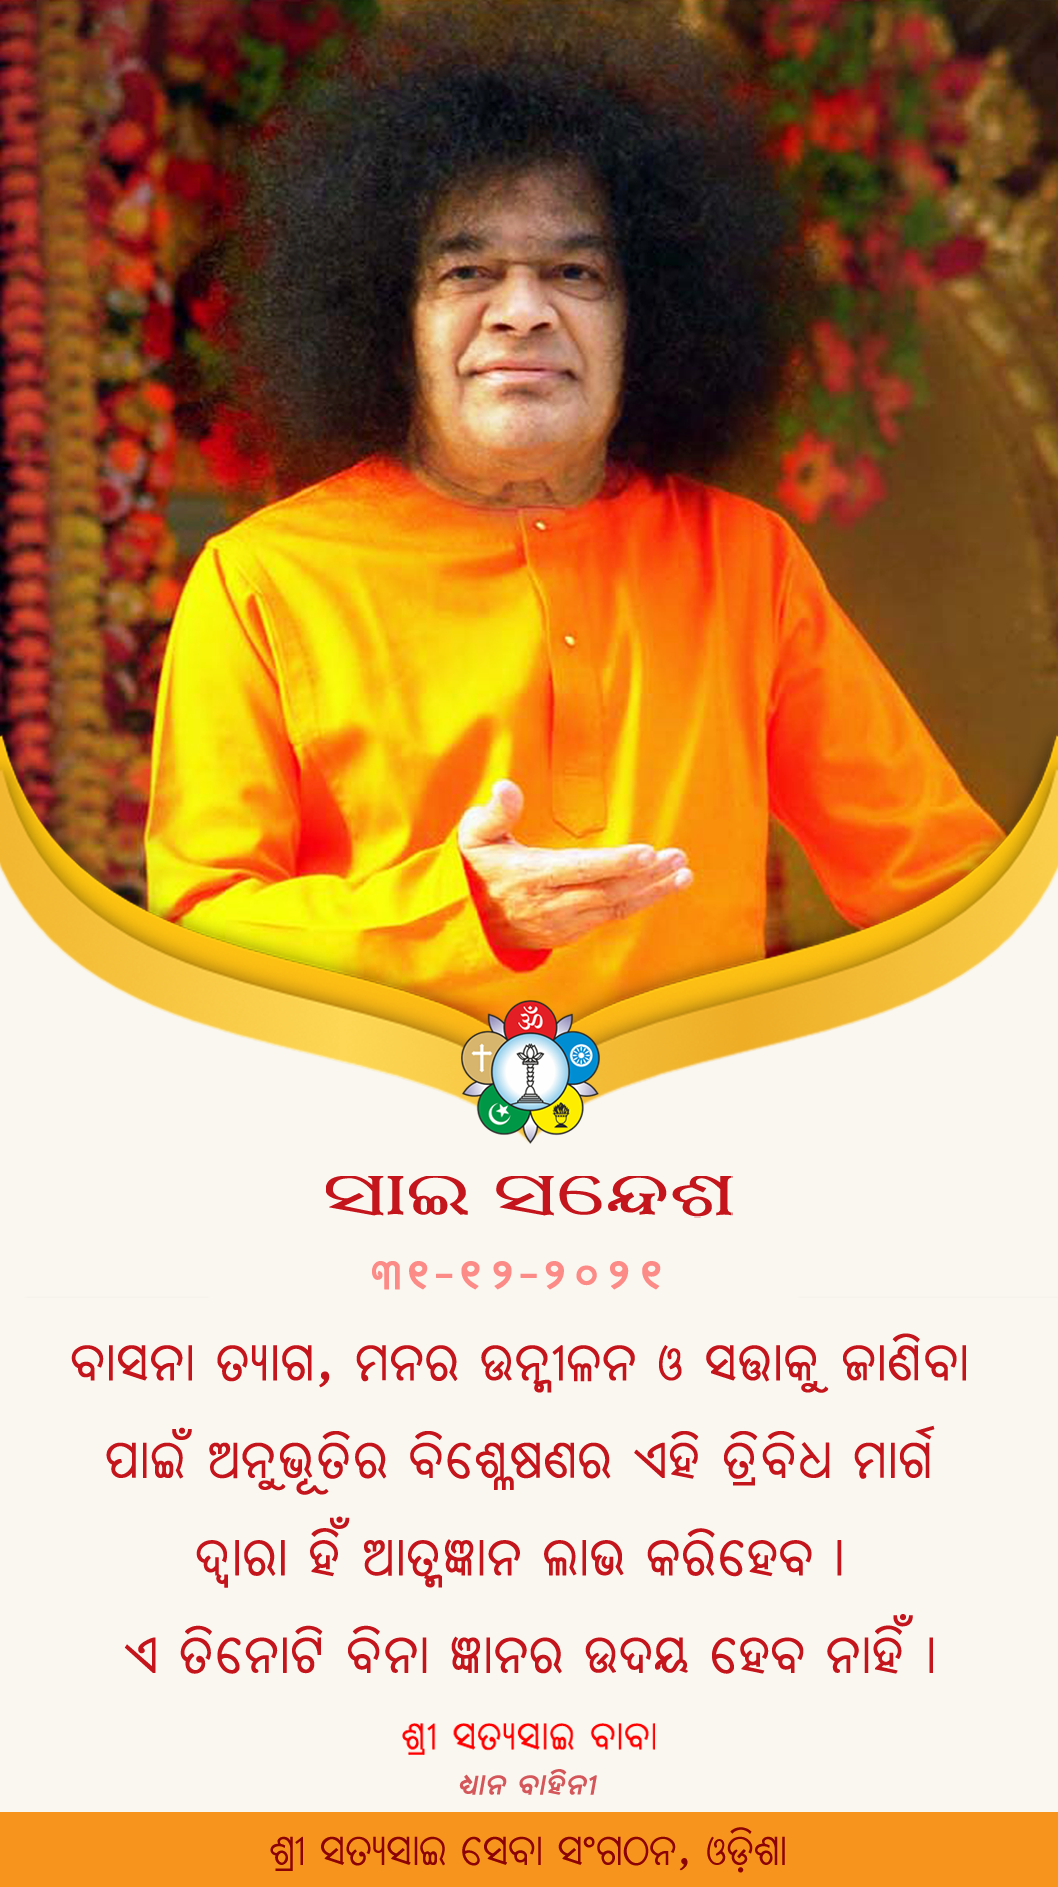 ॐ
ସାଇ ସନ୍ଦେଶ
୩୧-୧୨-୨୦୨୧
ବାସନା ତ୍ୟାଗ, ମନର ଉନ୍ମୀଳନ ଓ ସତ୍ତାକୁ ଜାଣିବା
ପାଇଁ ଅନୁଭୂତିର ବିଶ୍ଳେଷଣର ଏହି ତ୍ରିବିଧ ମାର୍ଗ
ଦ୍ୱାରା ହିଁ ଆତ୍ମଜ୍ଞାନ ଲାଭ କରିହେବ ।
ଏ ତିନୋଟି ବିନା ଜ୍ଞାନର ଉଦୟ ହେବ ନାହିଁ ।
ଶ୍ରୀ ସତ୍ୟସାଇ ବାବା
ଧ୍ୟାନ ବାହିନୀ
ଶ୍ରୀ ସତ୍ୟସାଇ ସେବା ସଂଗଠନ, ଓଡ଼ିଶା